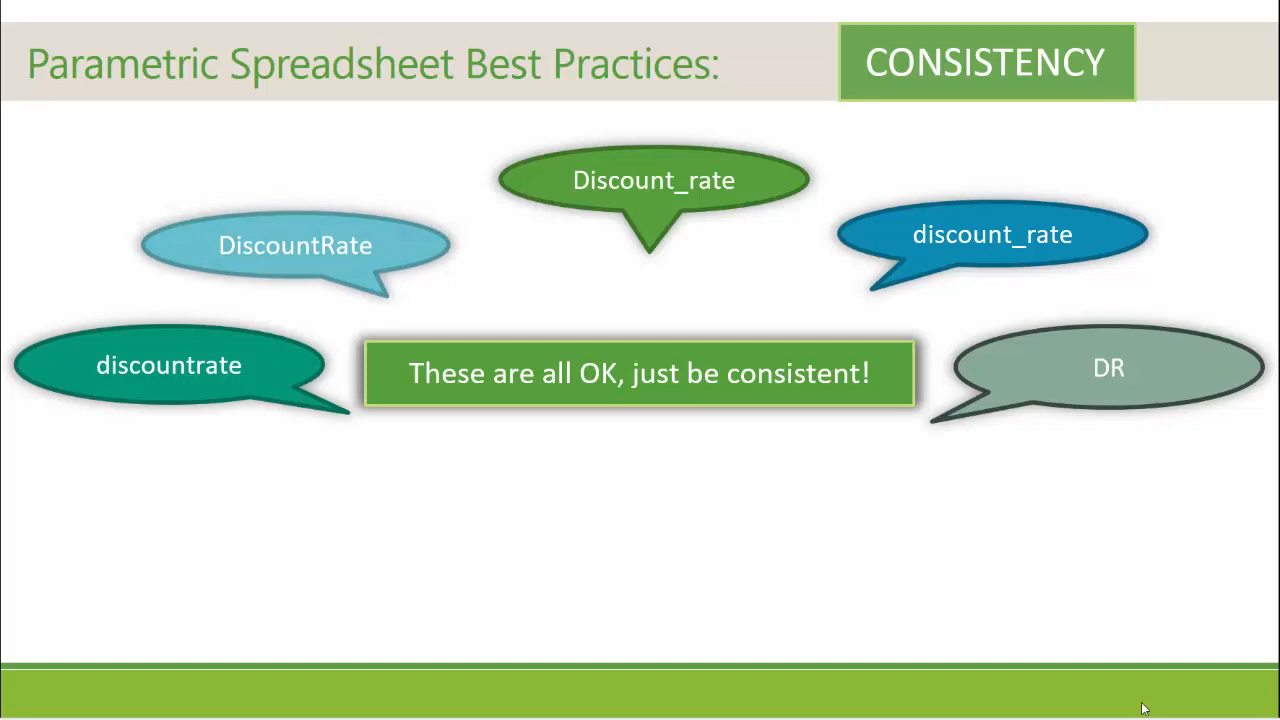 Parametric Spreadsheet Best Practices:
CONSISTENCY
Discount_rate
DiscountRate
discount_rate
discountrate
These are all OK, just be consistent!
DR